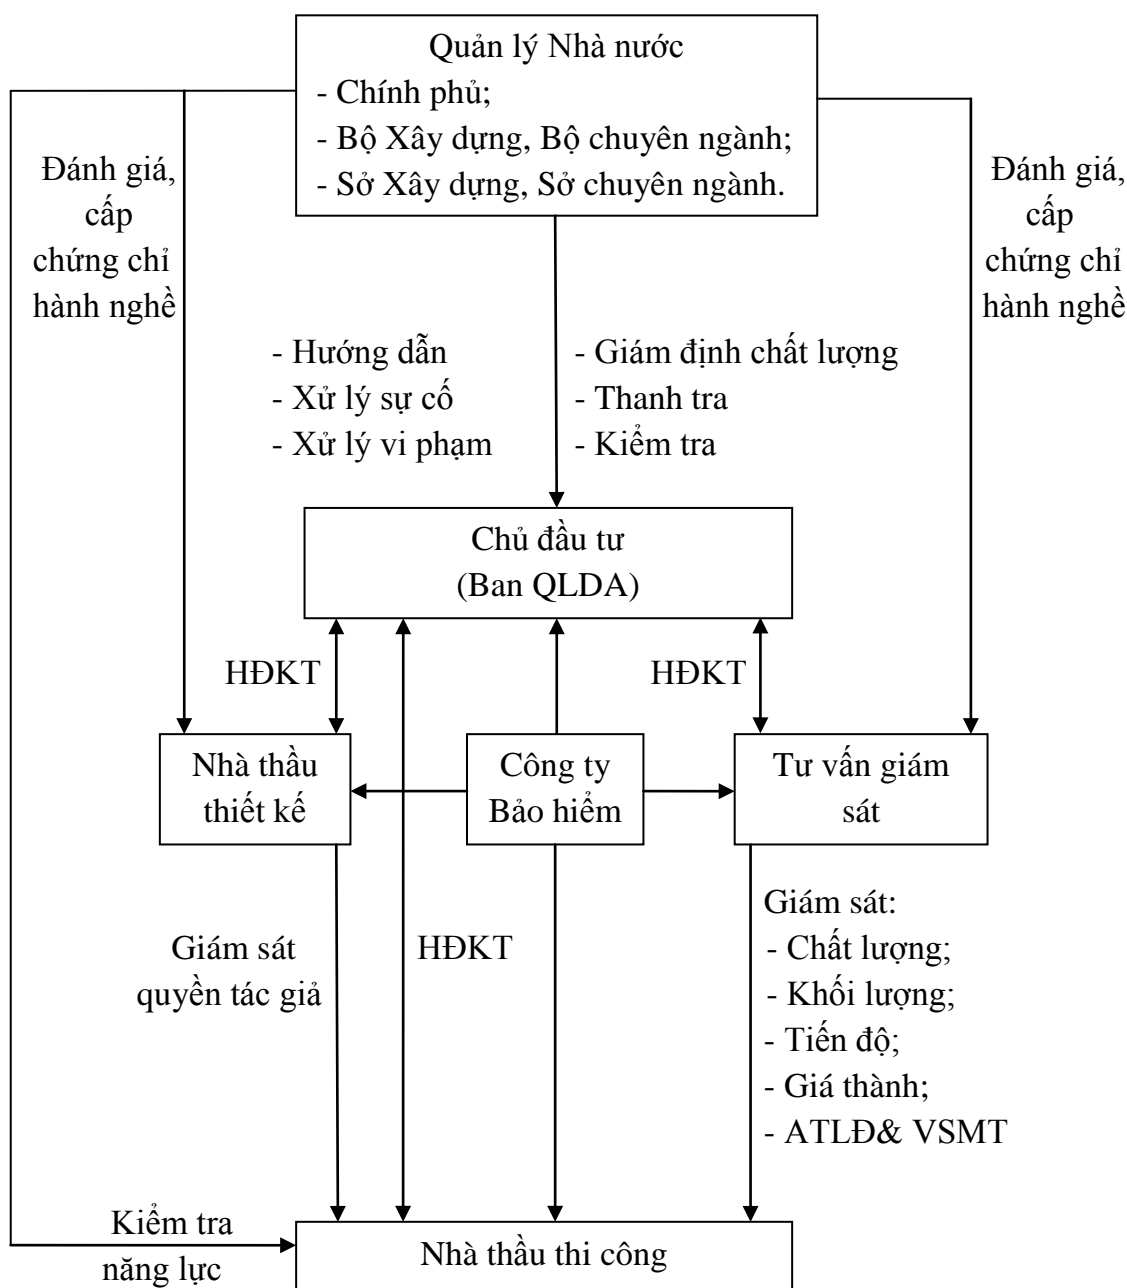 Quản lý Nhà nước
- Chính phủ;
- Bộ Xây dựng, Bộ chuyên ngành;
- Sở Xây dựng, Sở chuyên ngành.
Đánh giá,
cấp
chứng chỉ
hành nghề
Đánh giá,
cấp
chứng chỉ
hành nghề
- Hướng dẫn
- Xử lý sự cố
- Xử lý vi phạm
- Giám định chất lượng
- Thanh tra
- Kiểm tra
Chủ đầu tư
(Ban QLDA)
HĐKT
HĐKT
Nhà thầu
thiết kế
Công ty
Bảo hiểm
Tư vấn giám
sát
Giám sát
quyền tác giả
HĐKT
Giám sát:
- Chất lượng;
- Khối lượng;
- Tiến độ;
- Giá thành;
- ATLĐ& VSMT
Kiểm tra
năng lực
Nhà thầu thi công